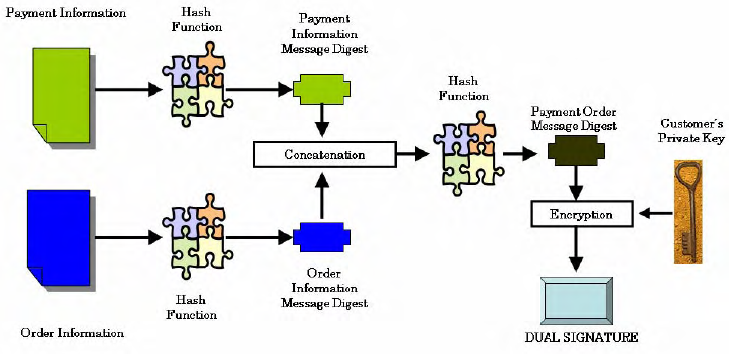 Payment Information
Hash
Function
Payment
Information
Message Digest
Hash
Function
Payment Order
Message Digest
Gustomer´s
Private Key
Concatenation
Encryption
Order
Information
Message Digest
Hash
Function
Order Information
DUAL SIGNATURE